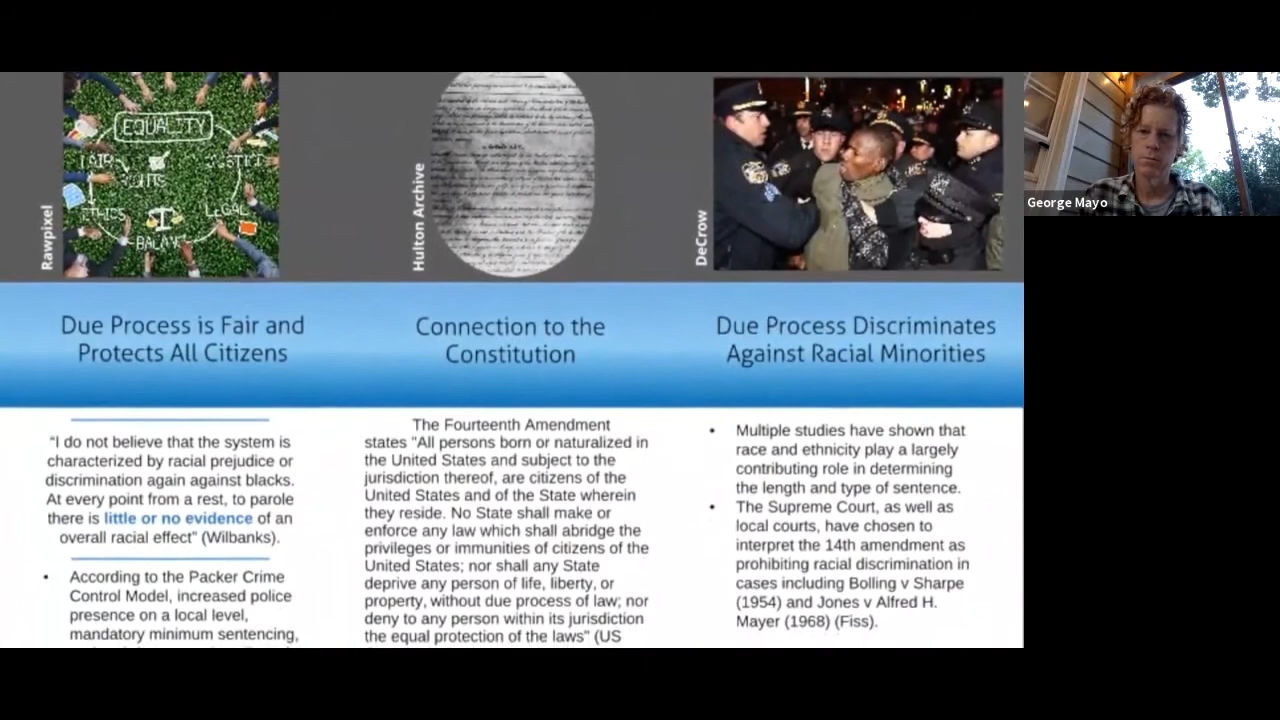 Rawpixel
EQUALITY
FAIR
RIGHTS
JUSTICE
ETHICS
LEGAL
BALANCE
Hulton Archive
DeCrow
George Mayo
Due Process is Fair and
Protects All Citizens
Connection to the
Constitution
Due Process Discriminates
Against Racial Minorities
“I do not believe that the system is
characterized by racial prejudice or
discrimination again against blacks.
At every point from a rest, to parole
there is little or no evidence of an
overall racial effect” (Wilbanks).
• According to the Packer Crime
Control Model, increased police
presence on a local level,
mandatory minimum sentencing,
The Fourteenth Amendment
states "All persons born or naturalized in
the United States and subject to the
jurisdiction thereof, are citizens of the
United States and of the State wherein
they reside. No State shall make or
enforce any law which shall abridge the
privileges or immunities of citizens of the
United States; nor shall any State
deprive any person of life, liberty, or
property, without due process of law; nor
deny to any person within its jurisdiction
the equal protection of the laws" (US
• Multiple studies have shown that
race and ethnicity play a largely
contributing role in determining
the length and type of sentence.
• The Supreme Court, as well as
local courts, have chosen to
interpret the 14th amendment as
prohibiting racial discrimination in
cases including Bolling v Sharpe
(1954) and Jones v Alfred H.
Mayer (1968) (Fiss).